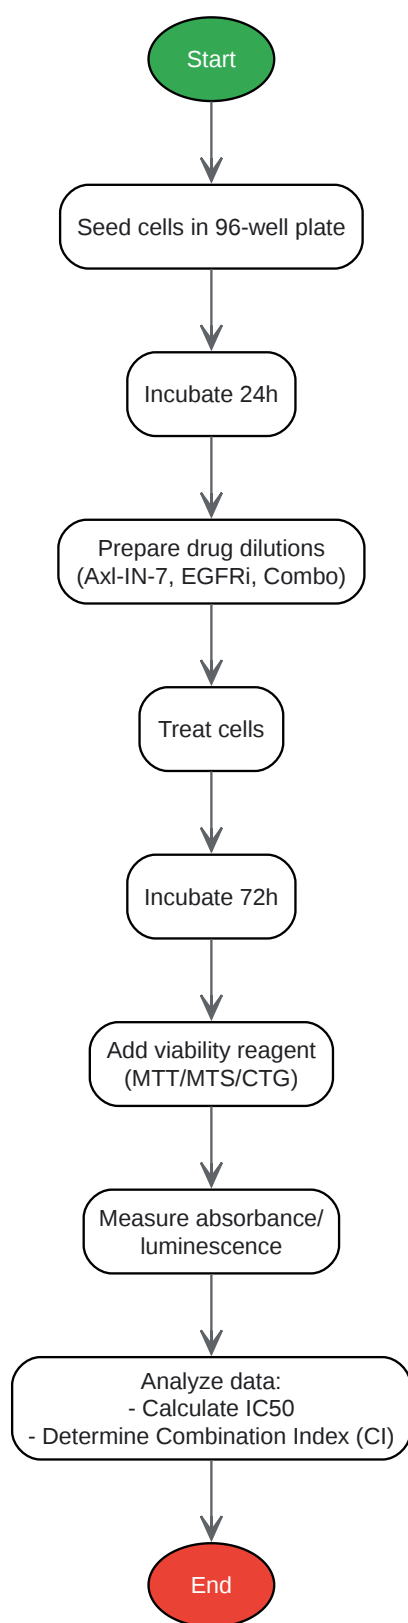 Start
Seed cells in 96-well plate
Incubate 24h
Prepare drug dilutions
(Axl-IN-7, EGFRi, Combo)
Treat cells
Incubate 72h
Add viability reagent
(MTT/MTS/CTG)
Measure absorbance/
luminescence
Analyze data:
- Calculate IC50
- Determine Combination Index (CI)
End